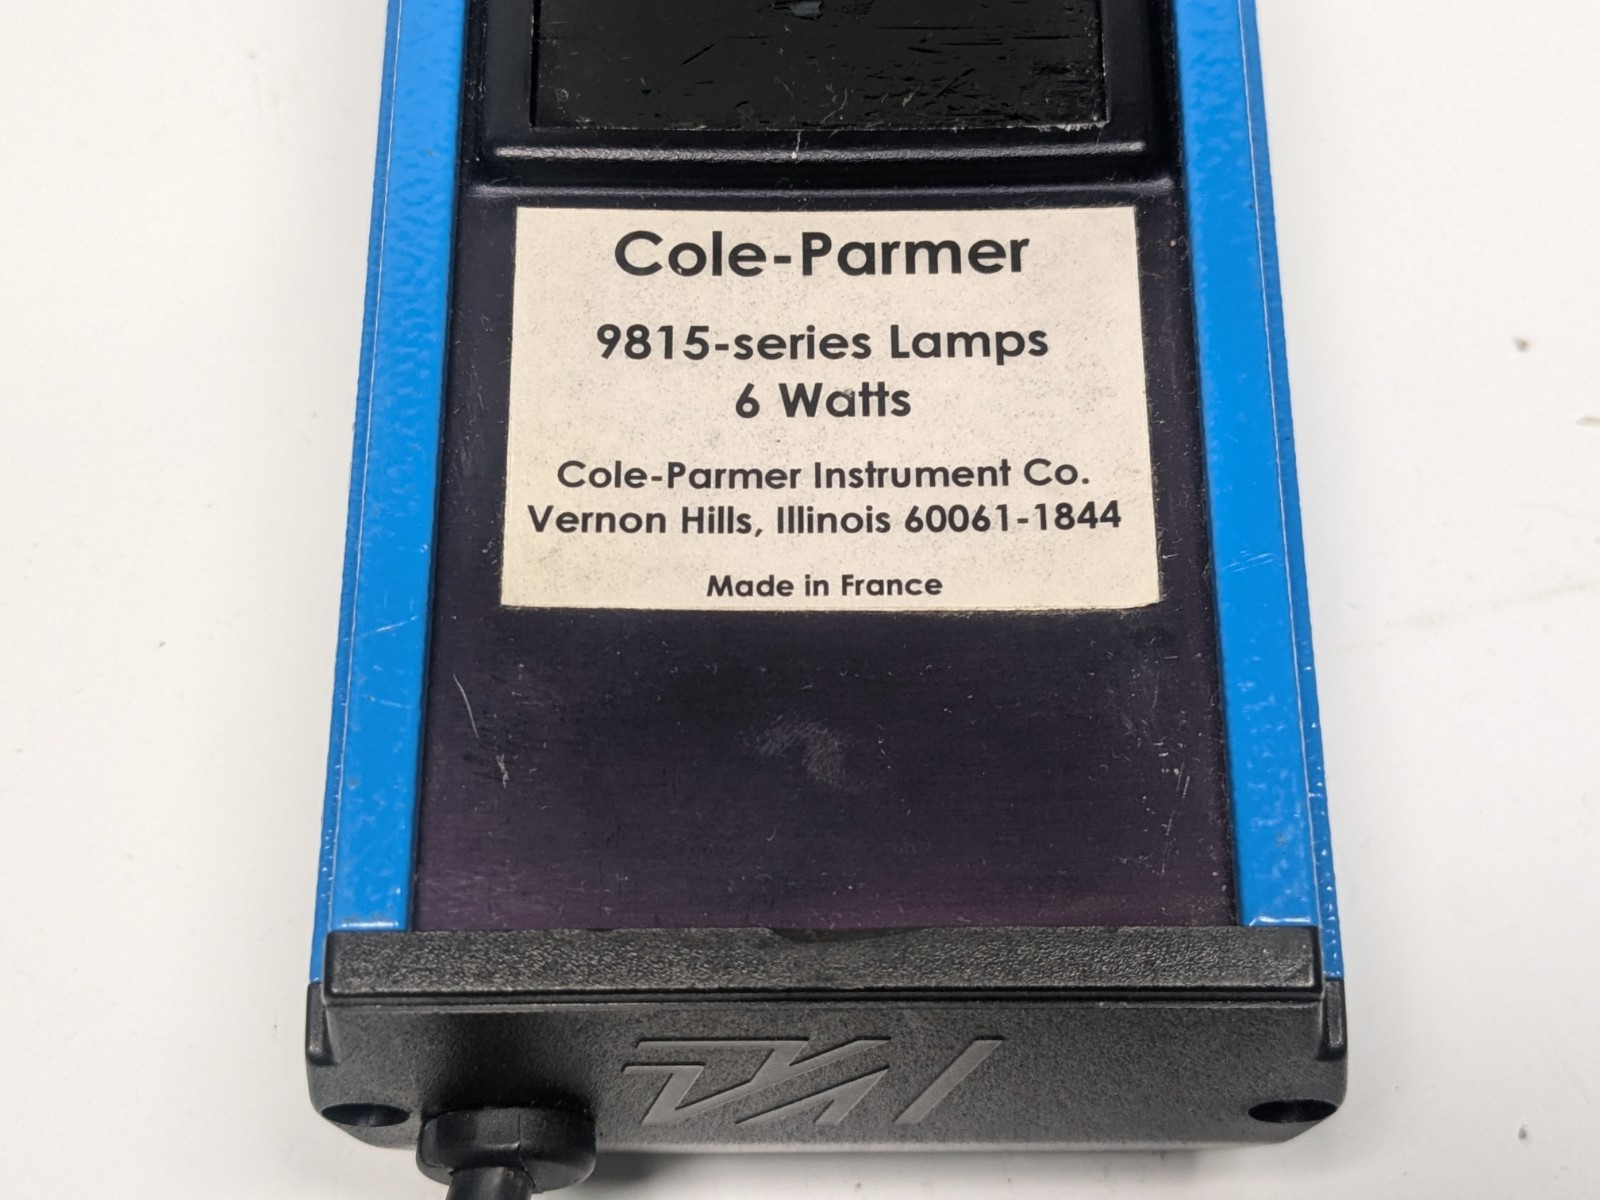 Cole-Parmer
9815-series Lamps
6 Watts
Cole-Parmer Instrument Co.
Vernon Hills, Illinois 60061-1844
Made in France